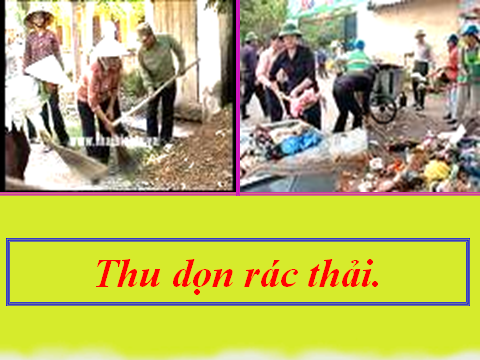 Thu dọn rác thải.